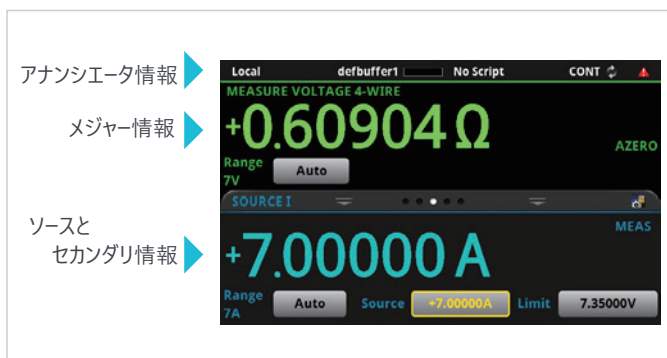 アナンシエータ情報
メジャー情報
ソースと
セカンダリ情報
Local defbuffer1 No Script CONT
MEASURE VOLTAGE 4-WIRE
+0.60904 Ω
AZERO
Range
7V
Auto
SOURCE I
MEAS
+7.00000 A
Range
7A
Auto Source +7.00000A Limit 7.35000V